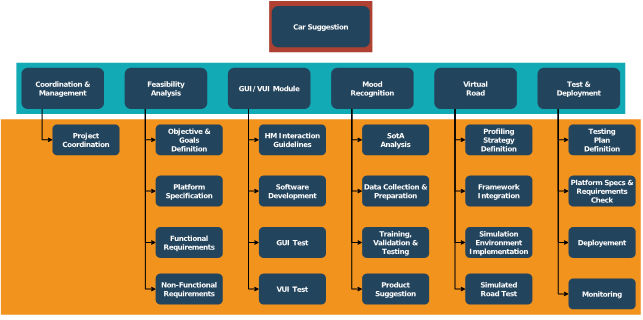 Car Suggestion
Coordination &
Management
Feasibility
Analysis
GUI/VUI Module
Mood
Recognition
Virtual
Road
Test &
Deployment
Project
Coordination
Objective &
Goals
Definition
Platform
Specification
Functional
Requirements
Non-Functional
Requirements
HM Interaction
Guidelines
Software
Development
GUI Test
VUI Test
SotA
Analysis
Data Collection &
Preparation
Training,
Validation &
Testing
Product
Suggestion
Profiling
Strategy
Definition
Framework
Integration
Simulation
Environment
Implementation
Simulated
Road Test
Testing
Plan
Definition
Platform Specs &
Requirements
Check
Deployement
Monitoring